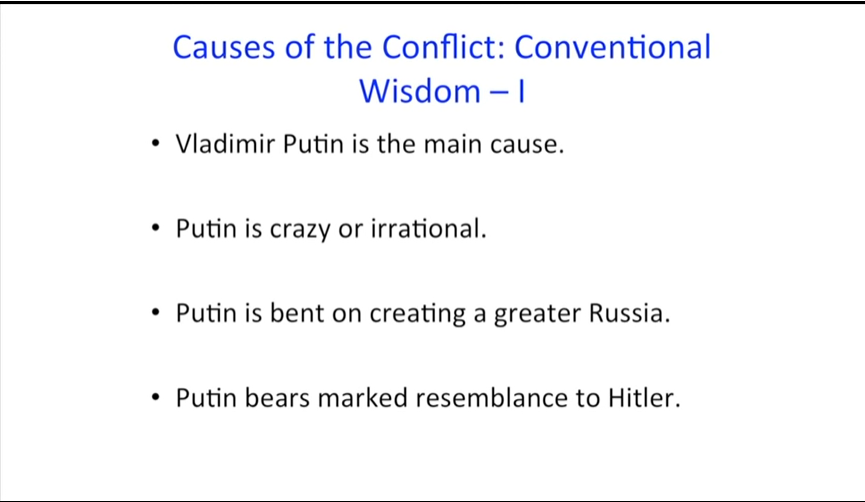 Causes of the Conflict: Conventional
Wisdom – I
• Vladimir Putin is the main cause.
• Putin is crazy or irrational.
• Putin is bent on creating a greater Russia.
• Putin bears marked resemblance to Hitler.